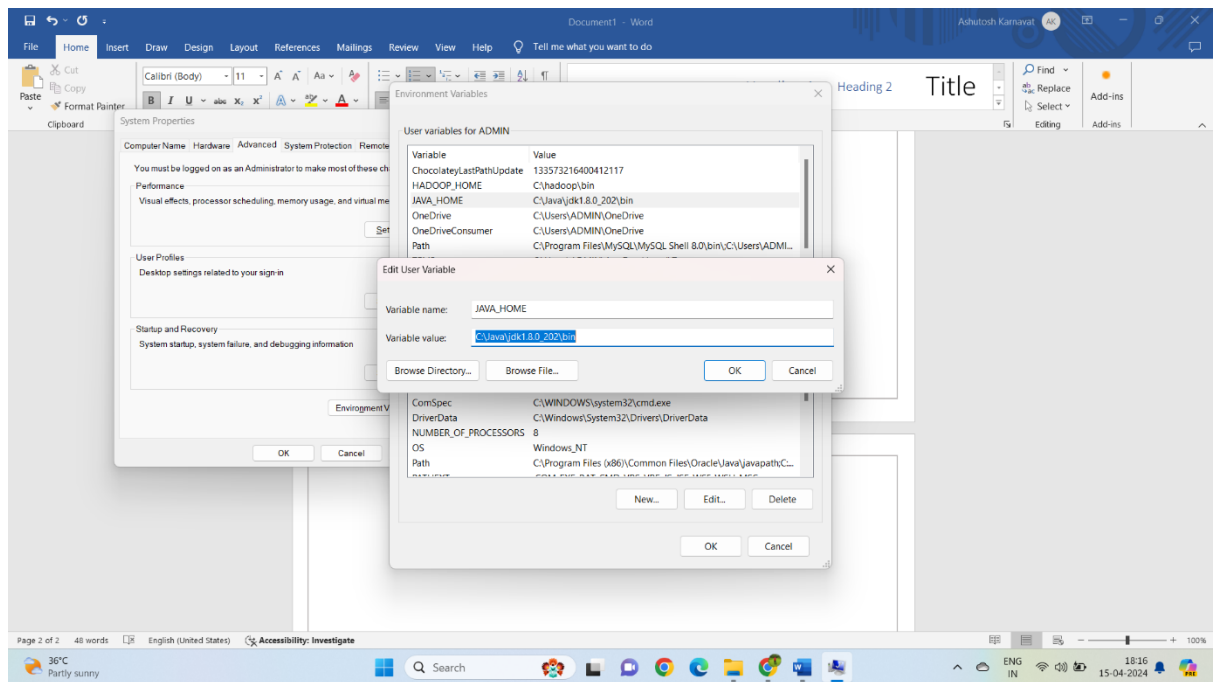 Document1 - Word
Ashutosh Karnavat AK
File Home Insert Draw Design Layout References Mailings Review View Help Tell me what you want to do
Paste
Cut
Copy
Format Painter
Clipboard
Calibri (Body) 11
Heading 2
Title
Find
Replace
Select
Editing
Add-ins
Add-ins
System Properties
Computer Name Hardware Advanced System Protection Remote
You must be logged on as an Administrator to make most of these ch
Performance
Visual effects, processor scheduling, memory usage, and virtual me
Set
User Profiles
Desktop settings related to your sign-in
Startup and Recovery
System startup, system failure, and debugging information
Environment V
OK Cancel
Environment Variables
User variables for ADMIN
Variable Value
ChocolateyLastPathUpdate 133573216400412117
HADOOP_HOME C:\hadoop\bin
JAVA_HOME C:\Java\jdk1.8.0_202\bin
OneDrive C:\Users\ADMIN\OneDrive
OneDriveConsumer C:\Users\ADMIN\OneDrive
Path C:\Program Files\MySQL\MySQL Shell 8.0\bin\;C:\Users\ADMI...
Edit User Variable
Variable name: JAVA_HOME
Variable value: C:\Java\jdk1.8.0_202\bin
Browse Directory... Browse File... OK Cancel
ComSpec C:\WINDOWS\system32\cmd.exe
DriverData C:\Windows\System32\Drivers\DriverData
NUMBER_OF_PROCESSORS 8
OS Windows_NT
Path C:\Program Files (x86)\Common Files\Oracle\Java\javapath;C:...
New... Edit... Delete
OK Cancel
Page 2 of 2 48 words English (United States) Accessibility: Investigate 100%
36°C
Partly sunny
Search
ENG
IN
18:16
15-04-2024